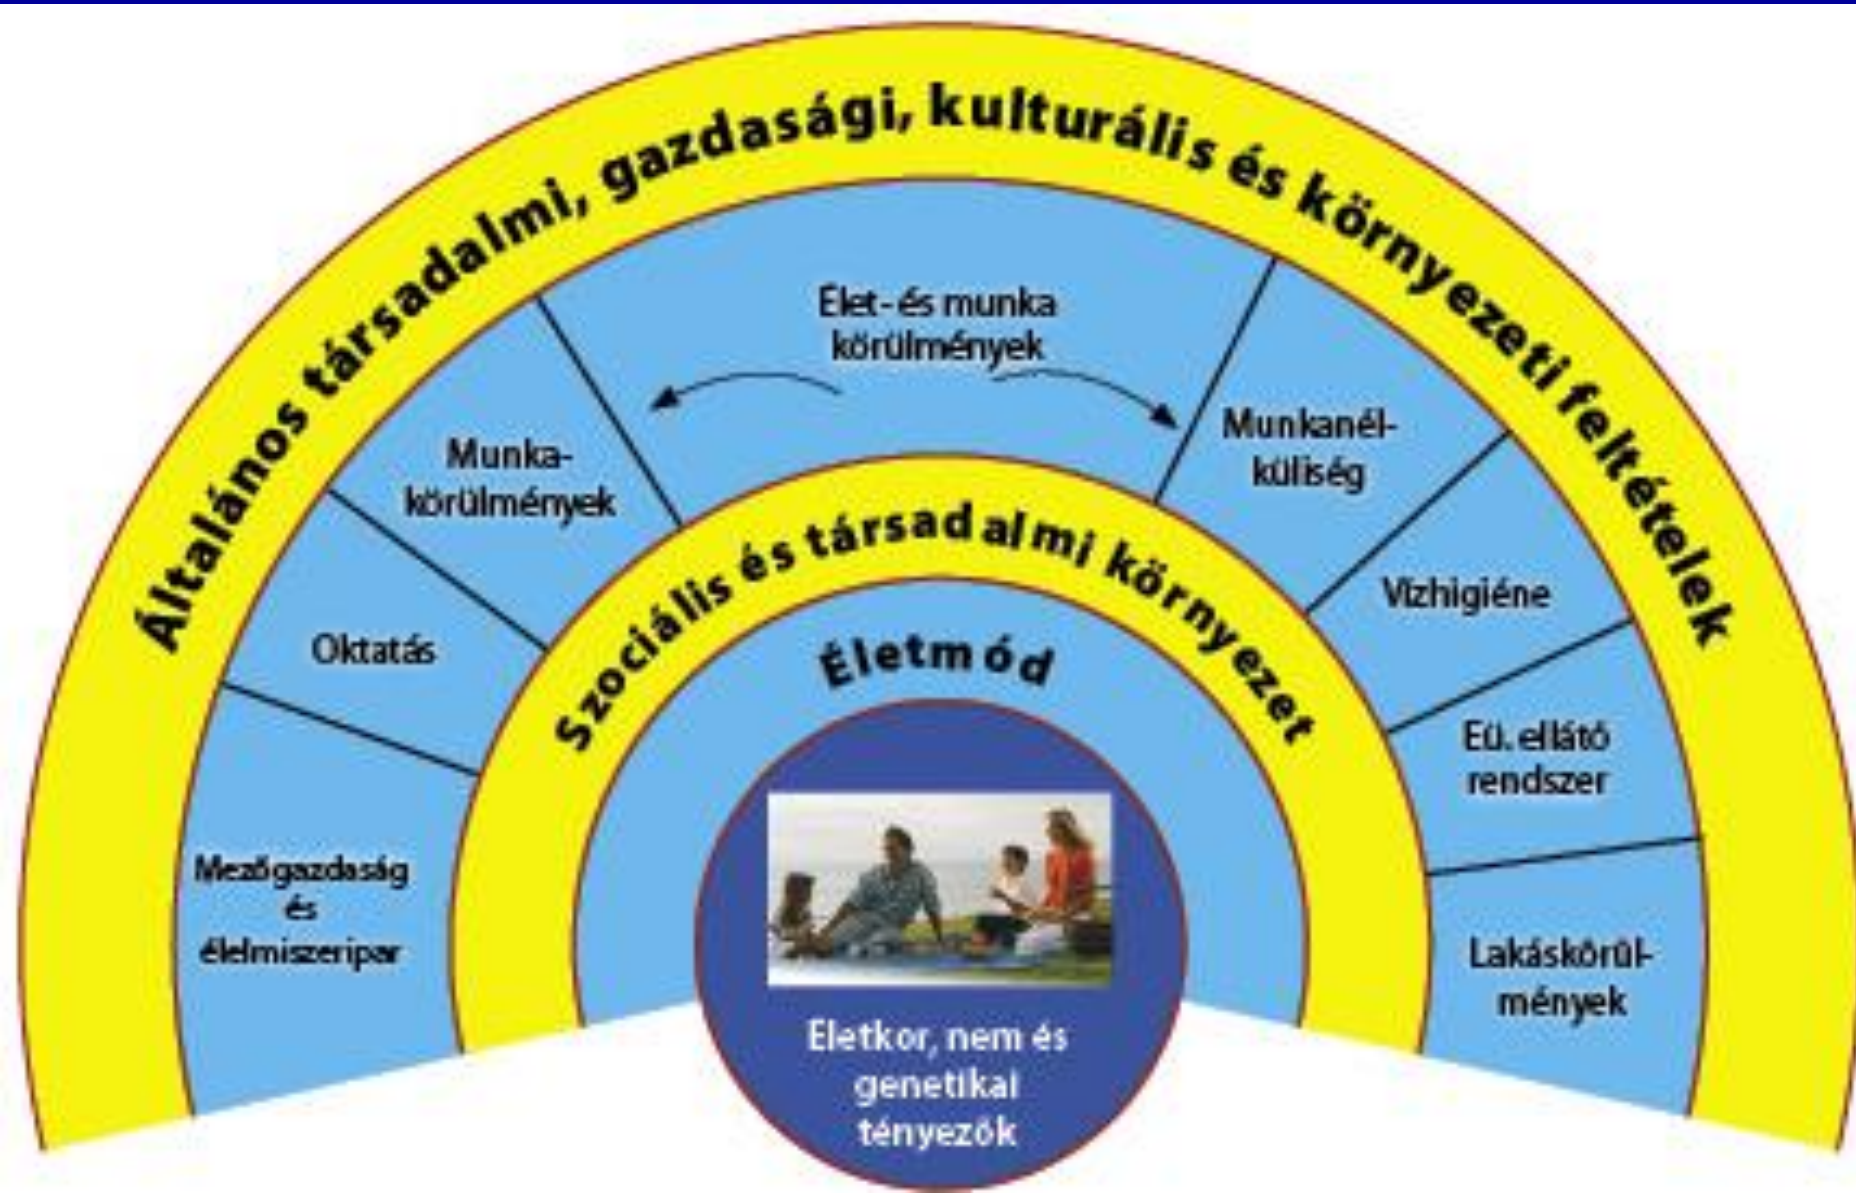 Általános társadalmi, gazdasági, kulturális és környezeti feltételek
Élet- és munka
körülmények
Munka-
körülmények
Munkanél-
küliség
Oktatás
Vízhigiéne
Mezőgazdaság
és
élelmiszeripar
Eü. ellátó
rendszer
Lakáskörül-
mények
Szociális és társadalmi környezet
Életmód
Életkor, nem és
genetikai
tényezők